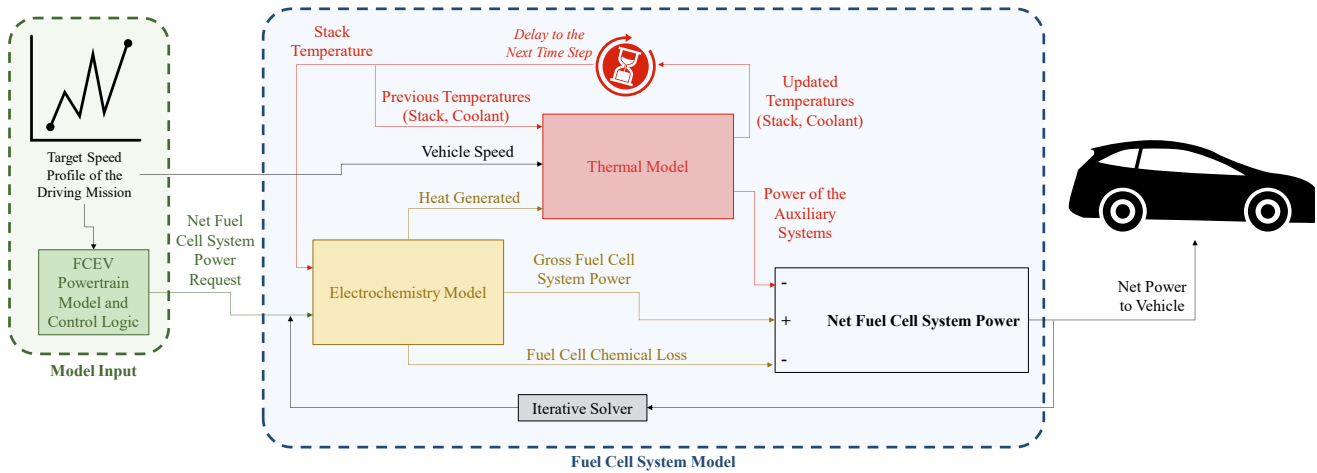 Target Speed
Profile of the
Driving Mission
FCEV
Powertrain
Model and
Control Logic
Model Input
Net Fuel
Cell System
Power
Request
Stack
Temperature
Delay to the
Next Time Step
Previous Temperatures
(Stack, Coolant)
Updated
Temperatures
(Stack, Coolant)
Vehicle Speed
Thermal Model
Heat Generated
Power of the
Auxiliary
Systems
Electrochemistry Model
Gross Fuel Cell
System Power
Fuel Cell Chemical Loss
-
+
-
Net Fuel Cell System Power
Net Power
to Vehicle
Iterative Solver
Fuel Cell System Model